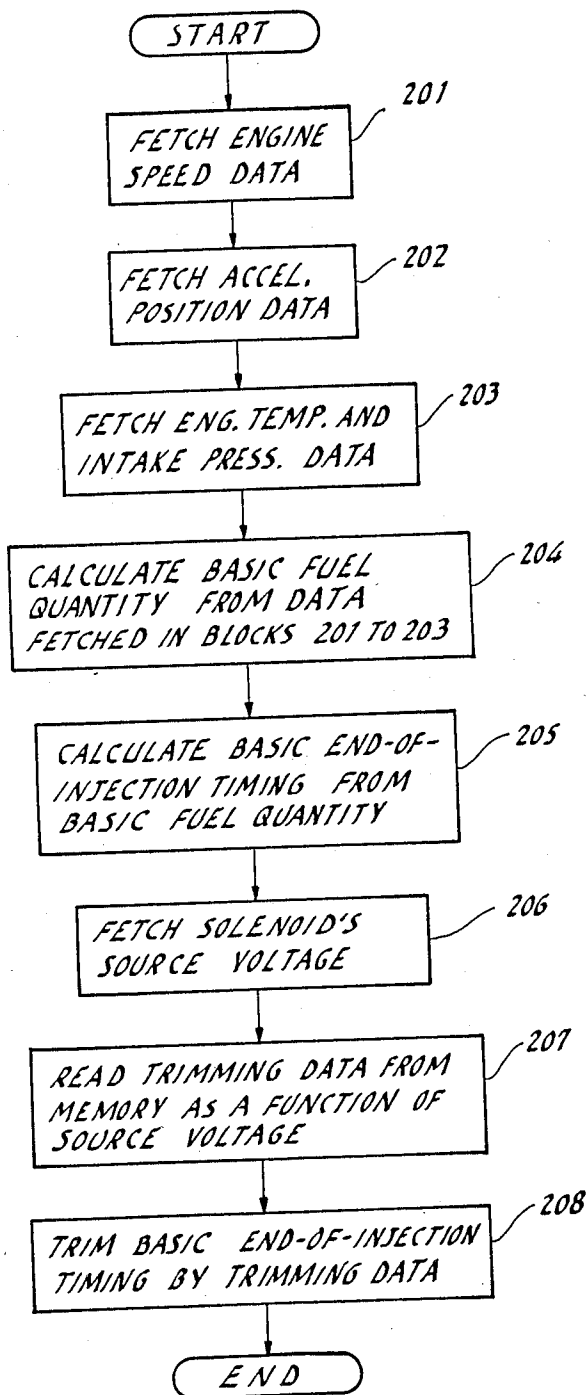 START
201
FETCH ENGINE
SPEED DATA
202
FETCH ACCEL.
POSITION DATA
203
FETCH ENG. TEMP. AND
INTAKE PRESS. DATA
204
CALCULATE BASIC FUEL
QUANTITY FROM DATA
FETCHED IN BLOCKS 201 TO 203
205
CALCULATE BASIC END-OF-
INJECTION TIMING FROM
BASIC FUEL QUANTITY
206
FETCH SOLENOID'S
SOURCE VOLTAGE
207
READ TRIMMING DATA FROM
MEMORY AS A FUNCTION OF
SOURCE VOLTAGE
208
TRIM BASIC END-OF-INJECTION
TIMING BY TRIMMING DATA
END